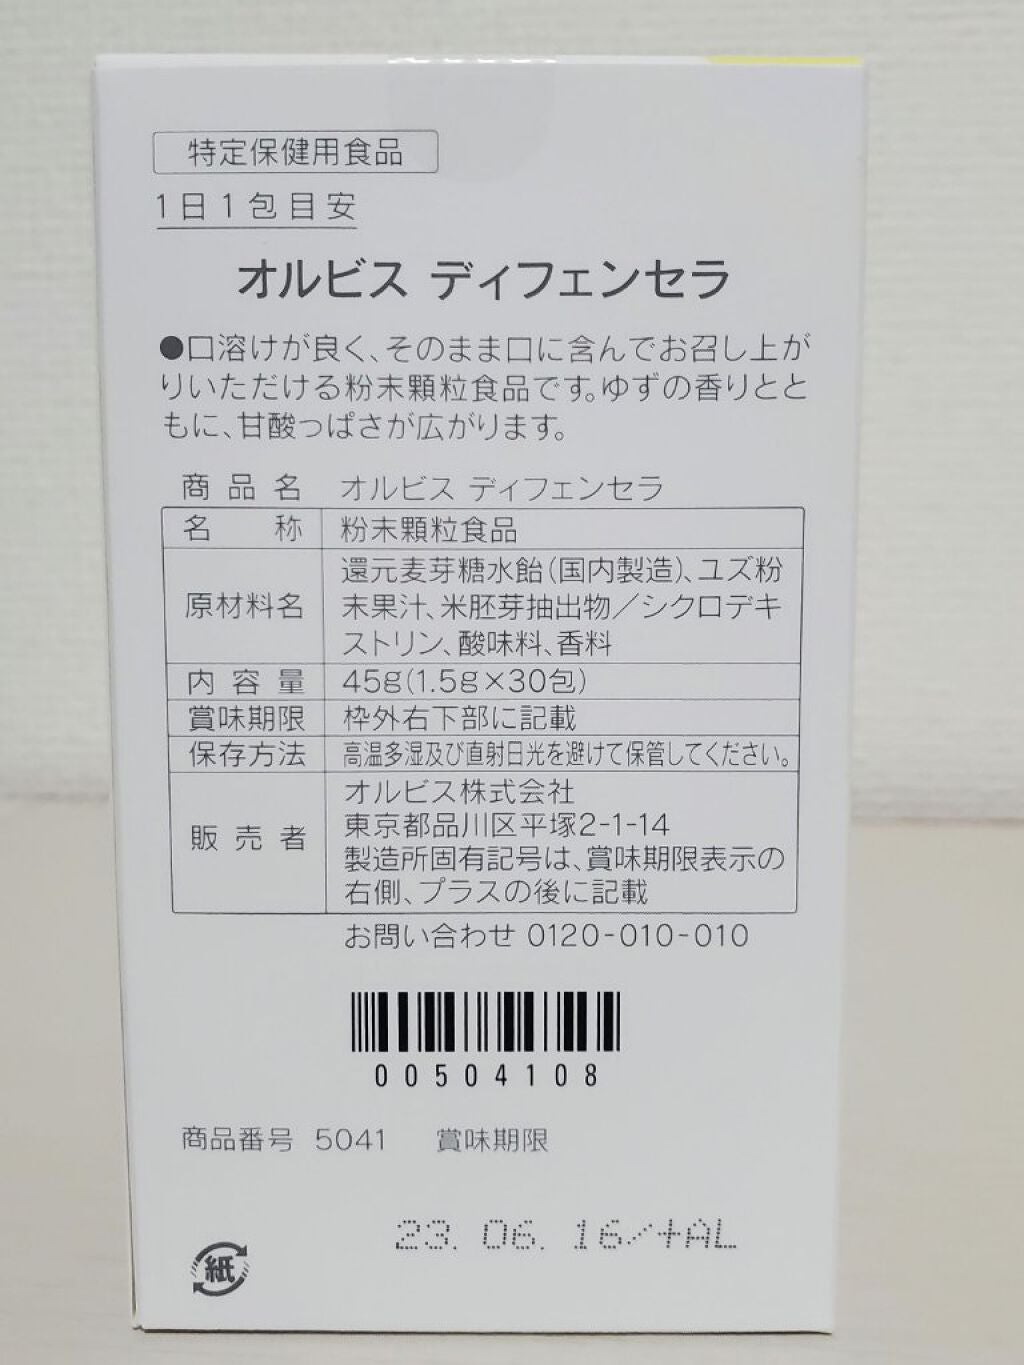 特定保健用食品
1日1包目安
オルビス ディフェンセラ
●口溶けが良く、そのまま口に含んでお召し上が
りいただける粉末顆粒食品です。ゆずの香りとと
もに、甘酸っぱさが広がります。
商品名 オルビス ディフェンセラ
名称 粉末顆粒食品
原材料名 還元麦芽糖水飴(国内製造)、ユズ粉
末果汁、米胚芽抽出物/シクロデキ
ストリン、酸味料、香料
内容量 45g(1.5g×30包)
賞味期限 枠外右下部に記載
保存方法 高温多湿及び直射日光を避けて保管してください。
販売者 オルビス株式会社
東京都品川区平塚2-1-14
製造所固有記号は、賞味期限表示の
右側、プラスの後に記載
お問い合わせ 0120-010-010
00504108
商品番号 5041 賞味期限
23.06.16/+AL
紙